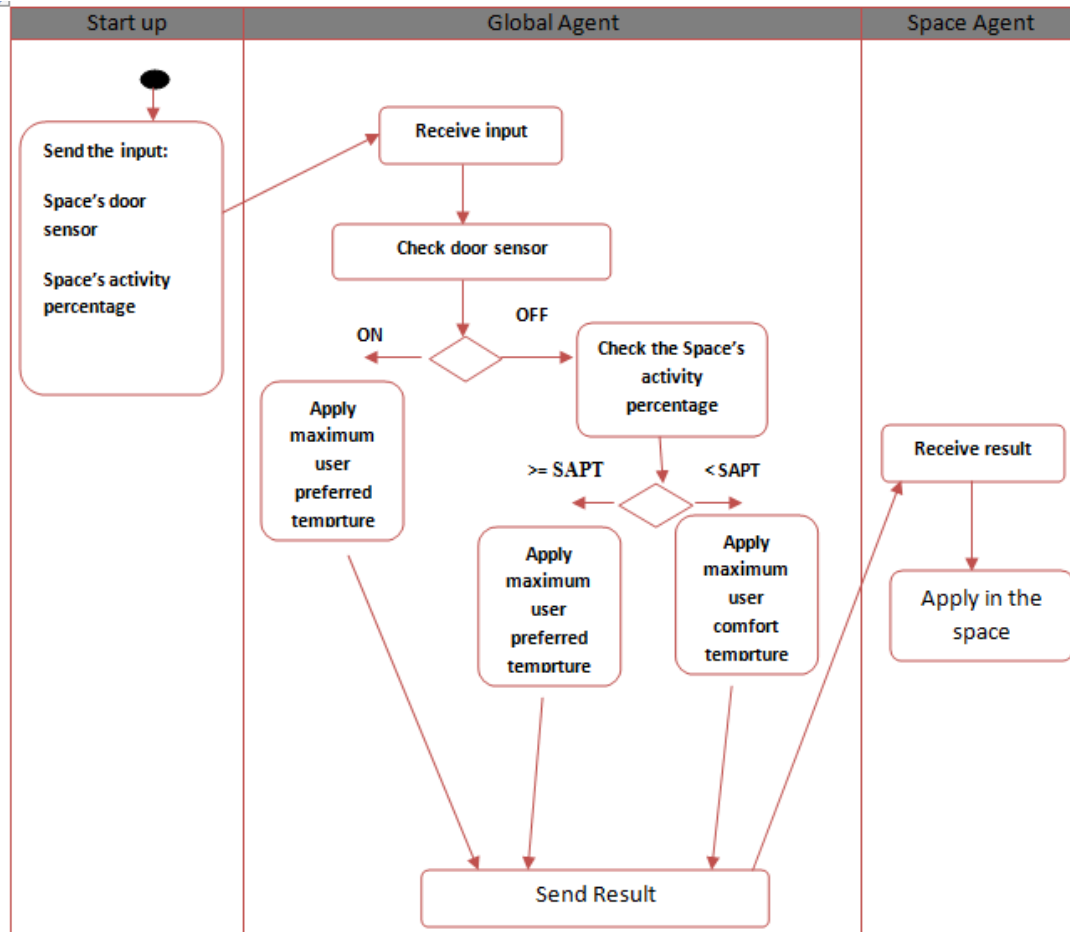 Start up
Global Agent
Space Agent
Send the input:
Space's door
sensor
Space's activity
percentage
Receive input
Check door sensor
ON
OFF
Check the Space's
activity
percentage
Apply
maximum
user
preferred
temprture
>= SAPT
< SAPT
Apply
maximum
user
preferred
temprture
Apply
maximum
user
comfort
temprture
Send Result
Receive result
Apply in the
space